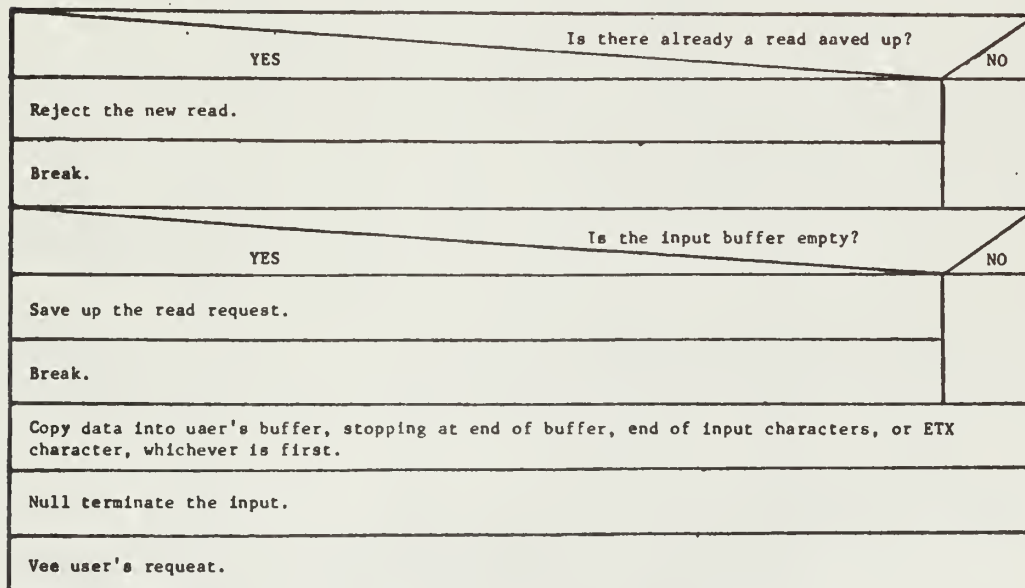 Is there already a read aaved up?
YES
NO
Reject the new read.
Break.
Is the input buffer empty?
YES
NO
Save up the read request.
Break.
Copy data into uaer's buffer, stopping at end of buffer, end of input characters, or ETX
character, whichever is first.
Null terminate the input.
Vee user's requeat.